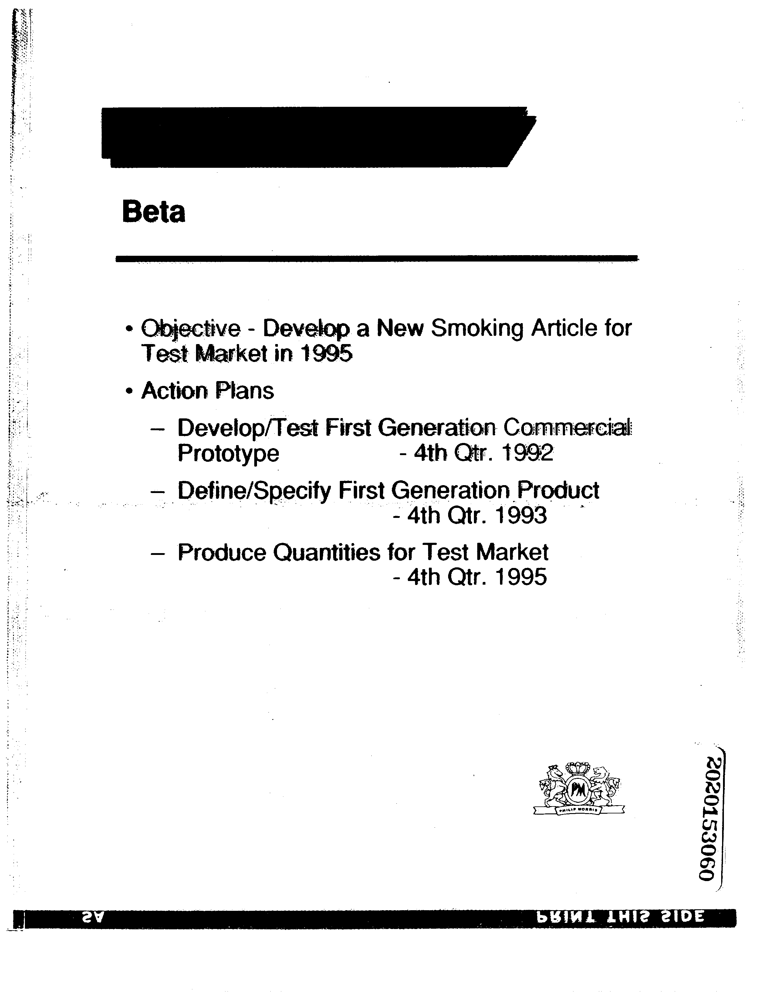 Beta
• Objective - Develop a New Smoking Article for
Test Market in 1995
• Action Plans
– Develop/Test First Generation Commercial
Prototype - 4th Qtr. 1992
– Define/Specify First Generation Product
- 4th Qtr. 1993
– Produce Quantities for Test Market
- 4th Qtr. 1995
PM
PHILIP MORRIS
2020153060
PRINT THIS SIDE